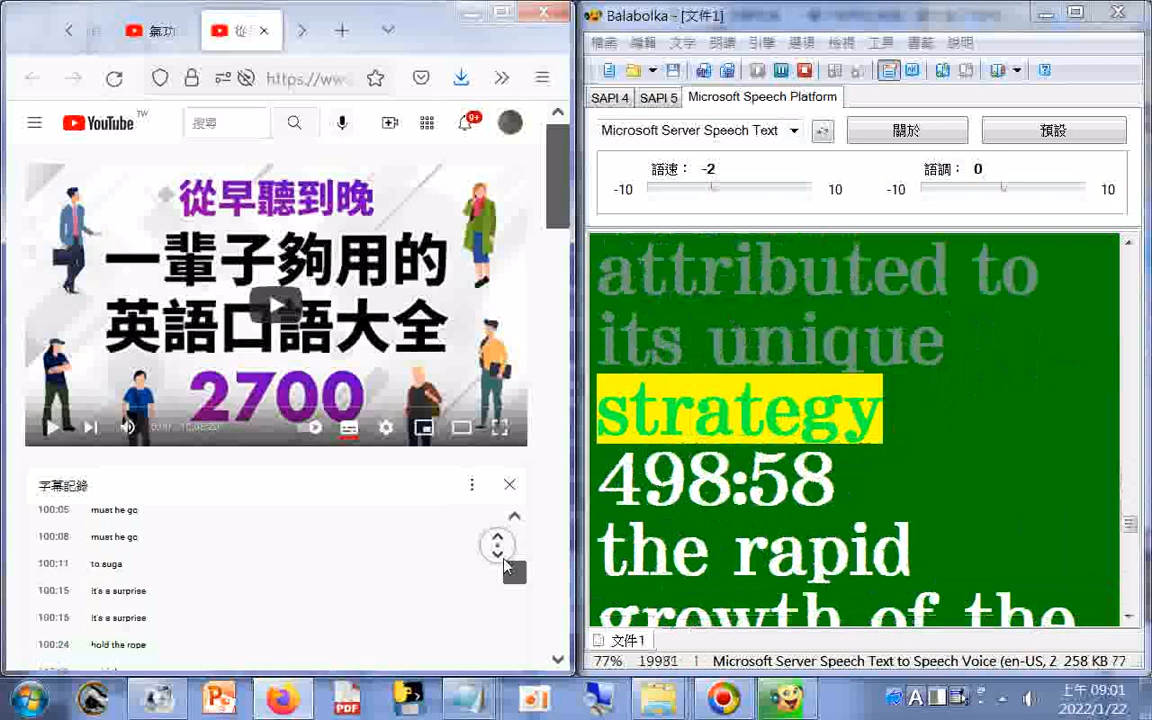 氣功
從
https://www.
YouTube TW
搜尋
9+
從早聽到晚
一輩子夠用的
英語口語大全
2700
字幕記錄
100:05 must he go
100:08 must he go
100:11 to suga
100:15 it's a surprise
100:18 it's a surprise
100:24 hold the rope
Balabolka - [文件1]
檔案 編輯 文字 朗讀 引擎 選項 檢視 工具 書籤 說明
SAPI 4 SAPI 5 Microsoft Speech Platform
Microsoft Server Speech Text
關於
預設
語速： -2
-10 10
語調： 0
-10 10
attributed to
its unique
strategy
498:58
the rapid
growth of the
文件1
77% 19981 Microsoft Server Speech Text to Speech Voice (en-US, Z 258 KB 77
PDF
A
上午 09:01
2022/1/22